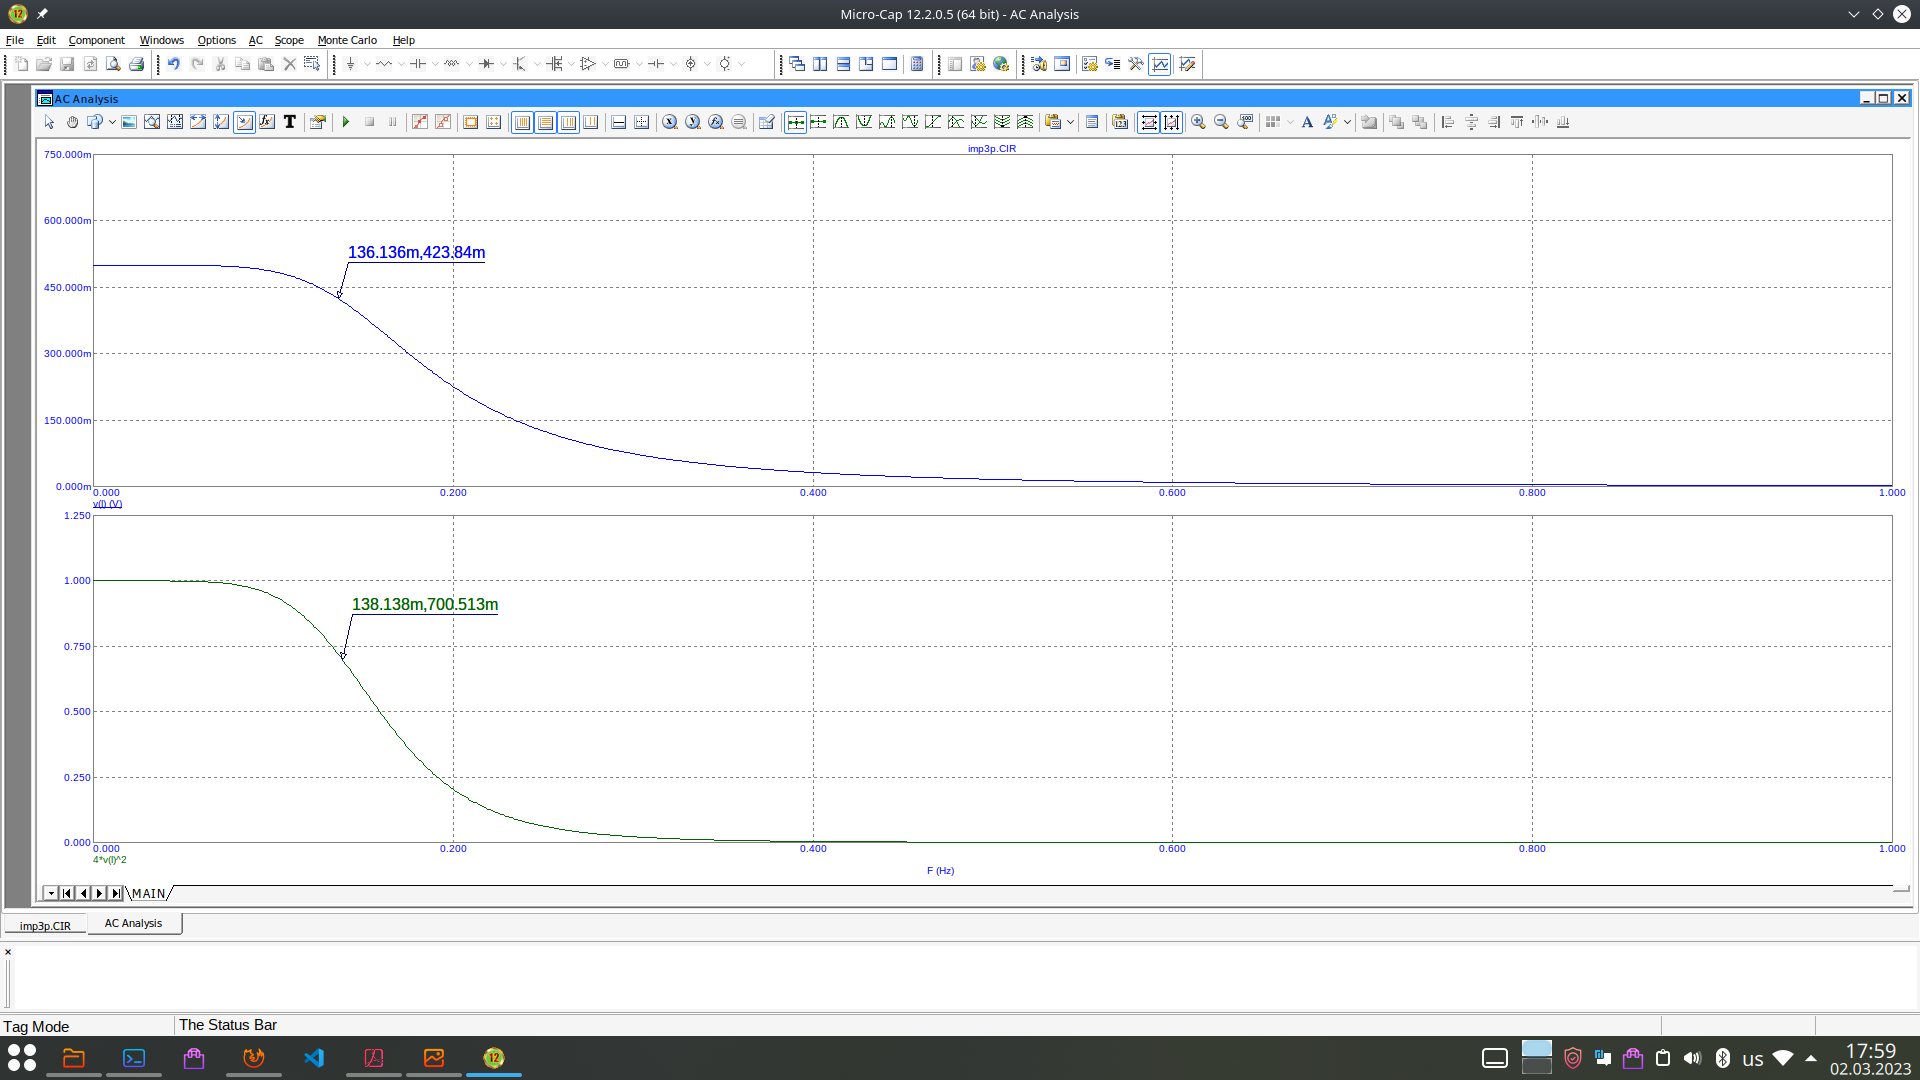 12
Micro-Cap 12.2.0.5 (64 bit) - AC Analysis
File Edit Component Windows Options AC Scope Monte Carlo Help
AC Analysis
imp3p.CIR
750.000m
600.000m
136.136m,423.84m
450.000m
300.000m
150.000m
0.000m
0.000 0.200 0.400 0.600 0.800 1.000
v(l) (V)
1.250
1.000
138.138m,700.513m
0.750
0.500
0.250
0.000
0.000 0.200 0.400 0.600 0.800 1.000
4*v(l)^2
F (Hz)
MAIN
imp3p.CIR AC Analysis
Tag Mode The Status Bar
12 us 17:59
02.03.2023